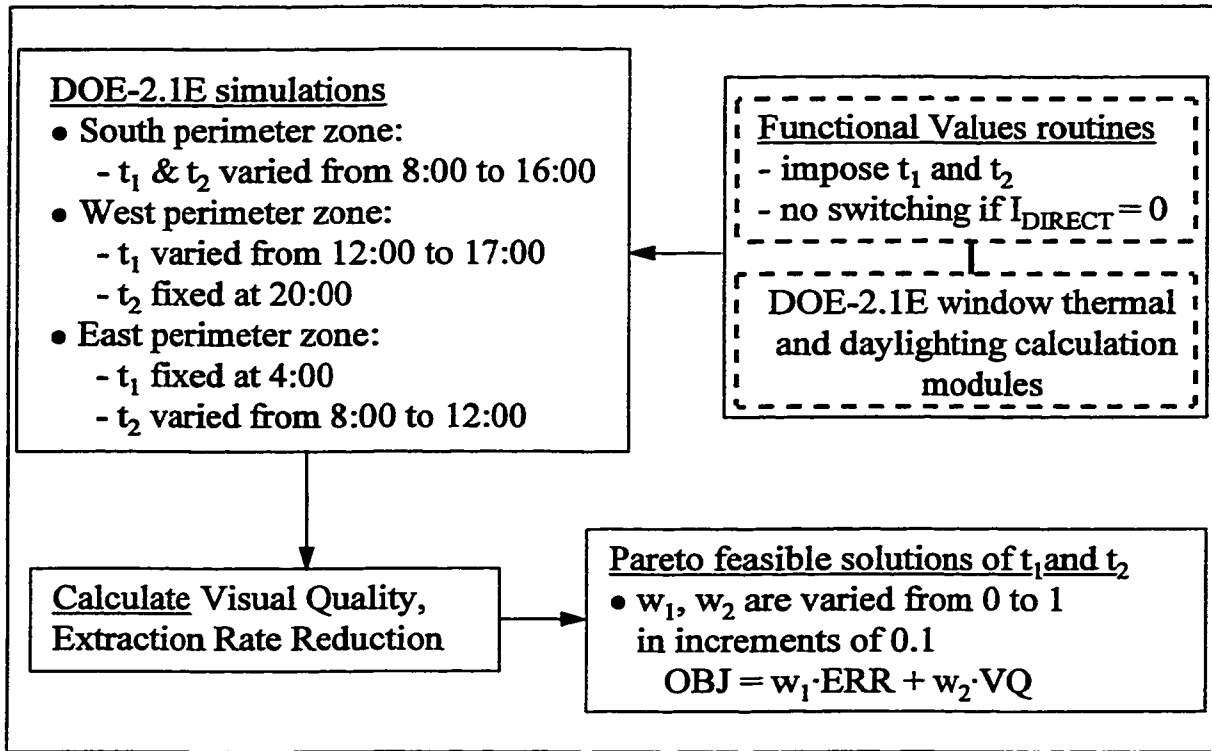 DOE-2.1E simulations
• South perimeter zone:
- t₁ & t₂ varied from 8:00 to 16:00
• West perimeter zone:
- t₁ varied from 12:00 to 17:00
- t₂ fixed at 20:00
• East perimeter zone:
- t₁ fixed at 4:00
- t₂ varied from 8:00 to 12:00
Functional Values routines
- impose t₁ and t₂
- no switching if I_DIRECT = 0
DOE-2.1E window thermal
and daylighting calculation
modules
Calculate Visual Quality,
Extraction Rate Reduction
Pareto feasible solutions of t₁and t₂
• w₁, w₂ are varied from 0 to 1
in increments of 0.1
OBJ = w₁·ERR + w₂·VQ